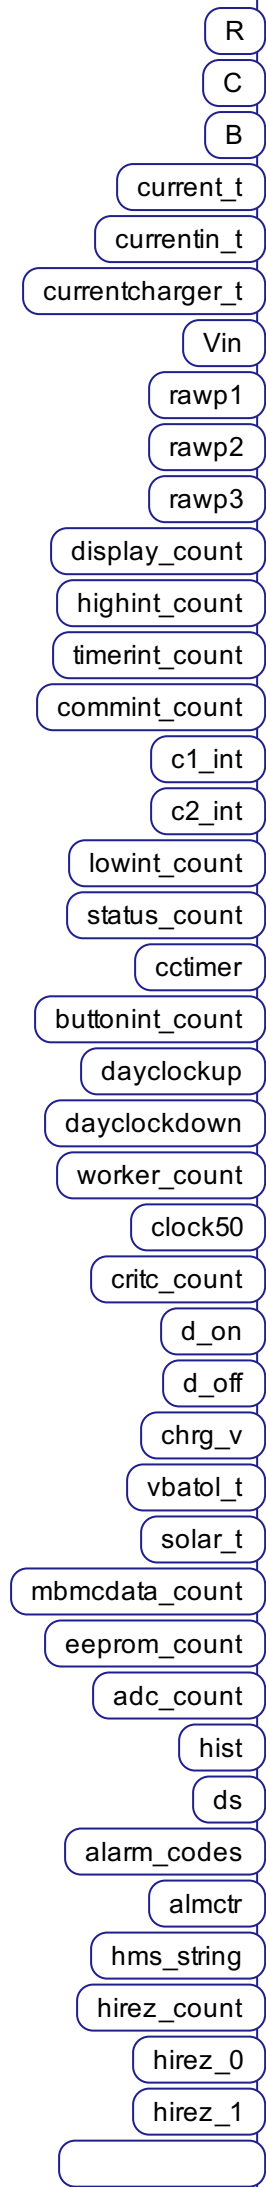 R
C
B
current_t
currentin_t
currentcharger_t
Vin
rawp1
rawp2
rawp3
display_count
highint_count
timerint_count
commint_count
c1_int
c2_int
lowint_count
status_count
cctimer
buttonint_count
dayclockup
dayclockdown
worker_count
clock50
critc_count
d_on
d_off
chrg_v
vbatol_t
solar_t
mbmcdata_count
eeprom_count
adc_count
hist
ds
alarm_codes
almctr
hms_string
hirez_count
hirez_0
hirez_1